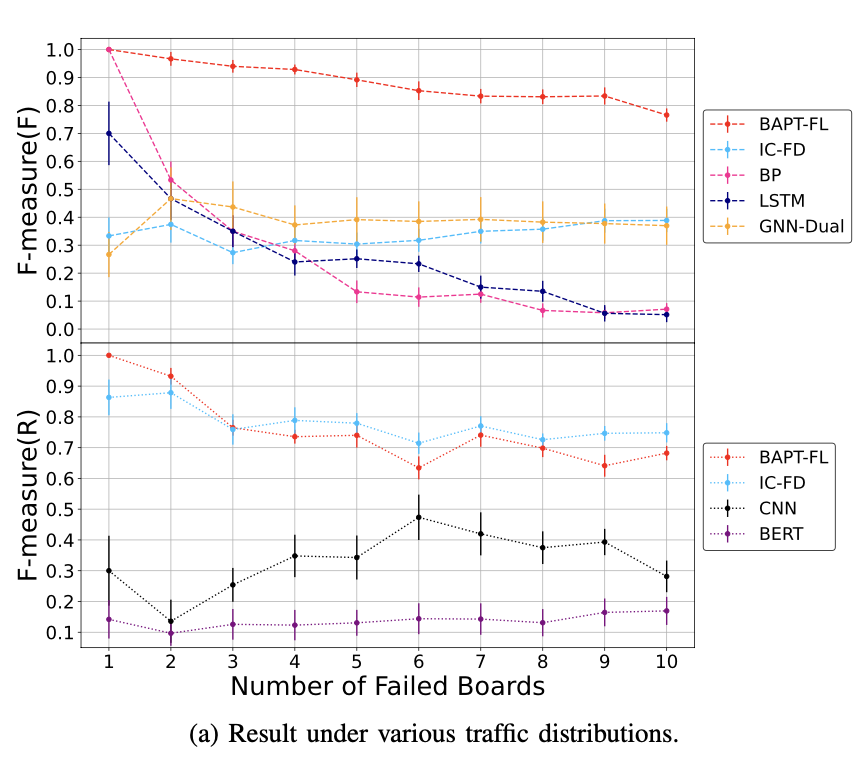 F-measure(F)
1.0
0.9
0.8
0.7
0.6
0.5
0.4
0.3
0.2
0.1
0.0
BAPT-FL
IC-FD
BP
LSTM
GNN-Dual
F-measure(R)
1.0
0.9
0.8
0.7
0.6
0.5
0.4
0.3
0.2
0.1
BAPT-FL
IC-FD
CNN
BERT
1 2 3 4 5 6 7 8 9 10
Number of Failed Boards
(a) Result under various traffic distributions.